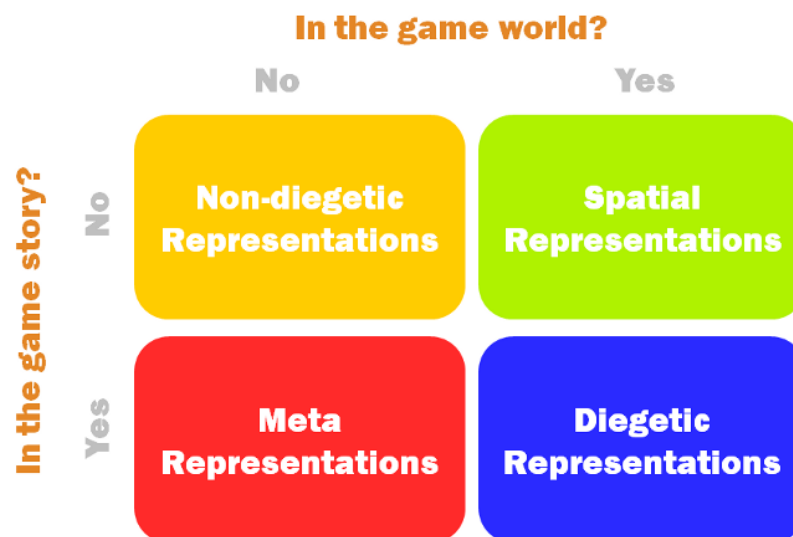 In the game world?
No
Yes
In the game story?
No
Non-diegetic
Representations
Spatial
Representations
Yes
Meta
Representations
Diegetic
Representations